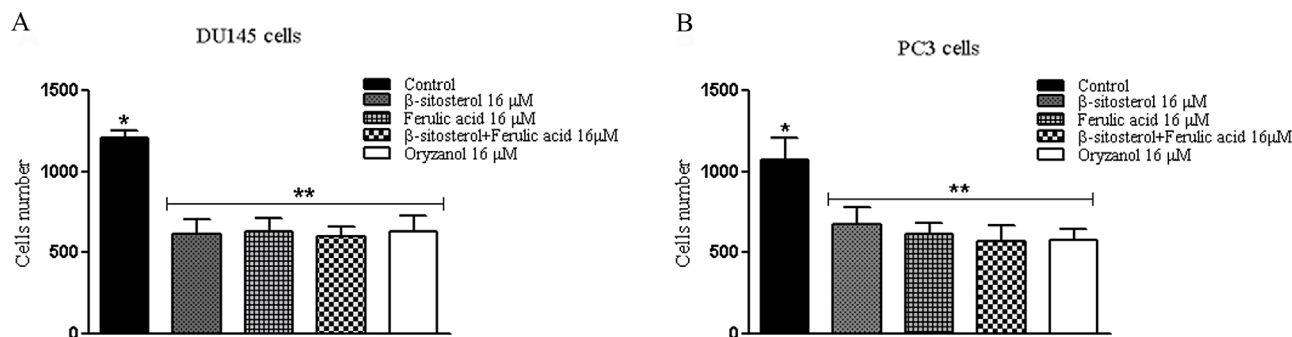 A
DU145 cells
1500
1000
500
0
Cells number
*
**
Control
β-sitosterol 16 µM
Ferulic acid 16 µM
β-sitosterol+Ferulic acid 16µM
Oryzanol 16 µM
B
PC3 cells
1500
1000
500
0
Cells number
*
**
Control
β-sitosterol 16 µM
Ferulic acid 16 µM
β-sitosterol+Ferulic acid 16µM
Oryzanol 16 µM